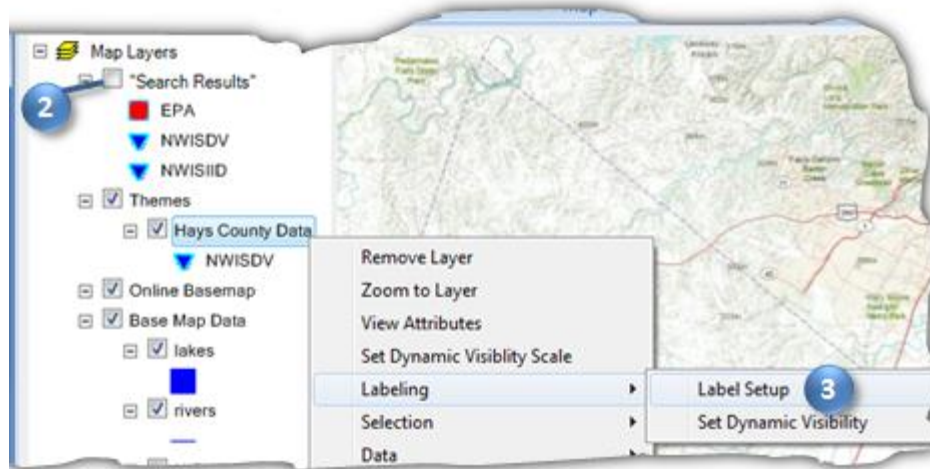 Map Layers
"Search Results"
2
EPA
NWISDV
NWISIID
Themes
Hays County Data
NWISDV
Online Basemap
Base Map Data
lakes
rivers
Remove Layer
Zoom to Layer
View Attributes
Set Dynamic Visiblity Scale
Labeling
Selection
Data
Label Setup
3
Set Dynamic Visibility